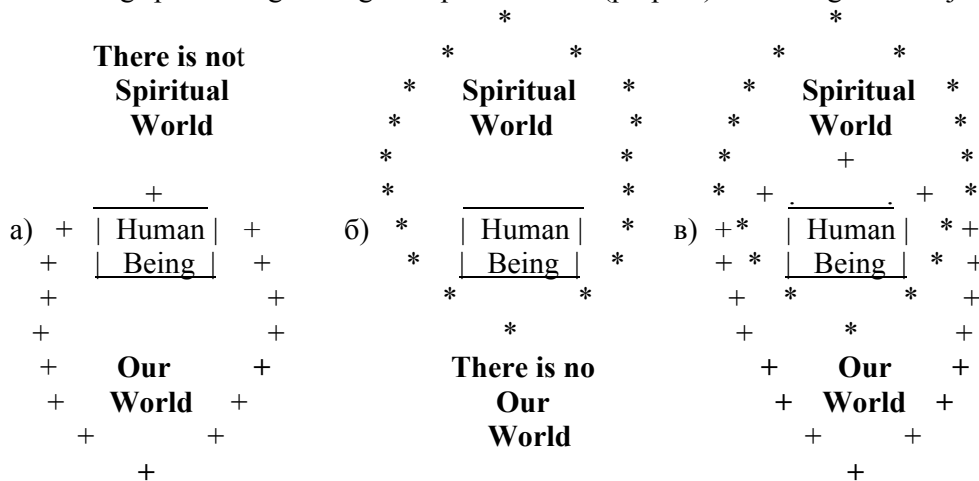 There is not
Spiritual
World
а) | Human |
| Being |
Our
World
Spiritual
World
б) | Human |
| Being |
There is no
Our
World
Spiritual
World
в) | Human |
| Being |
Our
World